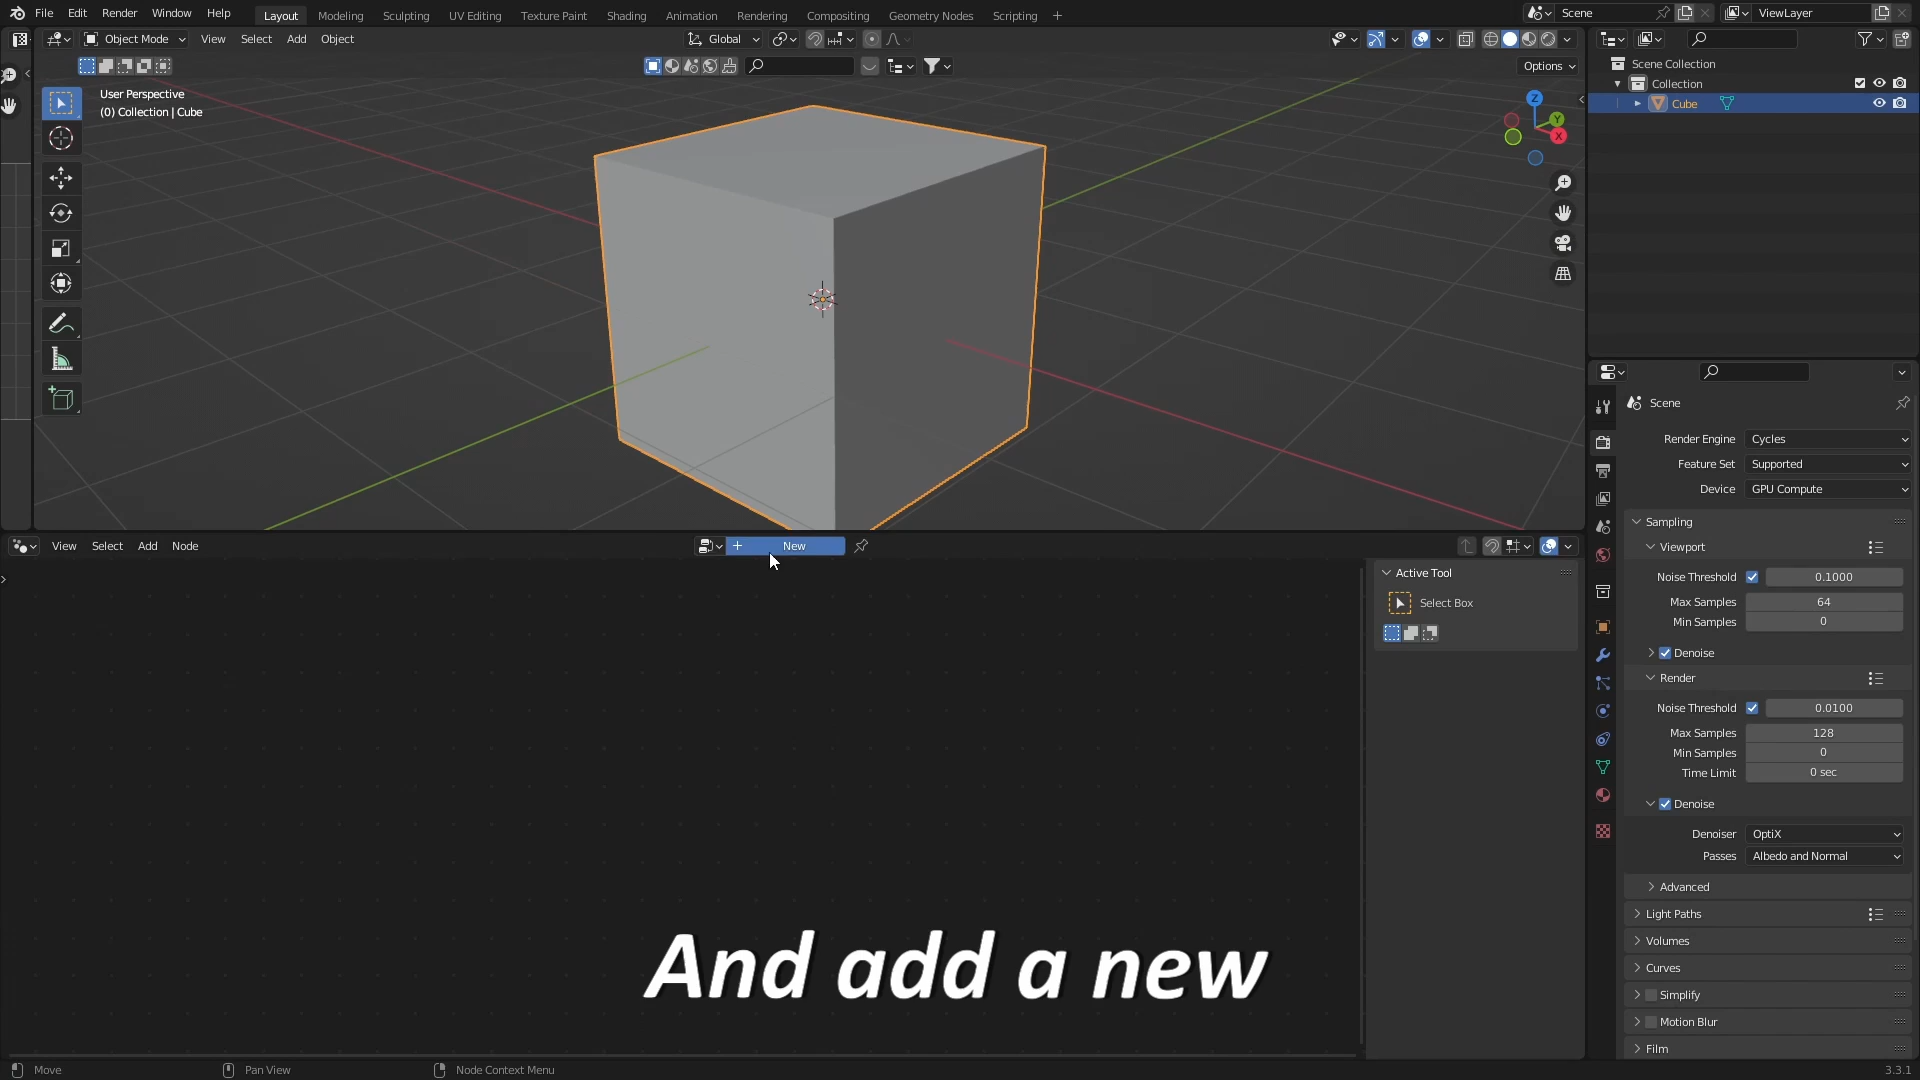 File Edit Render Window Help
Layout Modeling Sculpting UV Editing Texture Paint Shading Animation Rendering Compositing Geometry Nodes Scripting
Scene ViewLayer
Object Mode View Select Add Object Global
Options
User Perspective
(0) Collection | Cube
Z
Y
X
Scene Collection
Collection
Cube
Scene
Render Engine Cycles
Feature Set Supported
Device GPU Compute
Sampling
Viewport
Noise Threshold 0.1000
Max Samples 64
Min Samples 0
Denoise
Render
Noise Threshold 0.0100
Max Samples 128
Min Samples 0
Time Limit 0 sec
Denoise
Denoiser OptiX
Passes Albedo and Normal
Advanced
Light Paths
Volumes
Curves
Simplify
Motion Blur
Film
View Select Add Node New
Active Tool
Select Box
And add a new
Move Pan View Node Context Menu 3.3.1